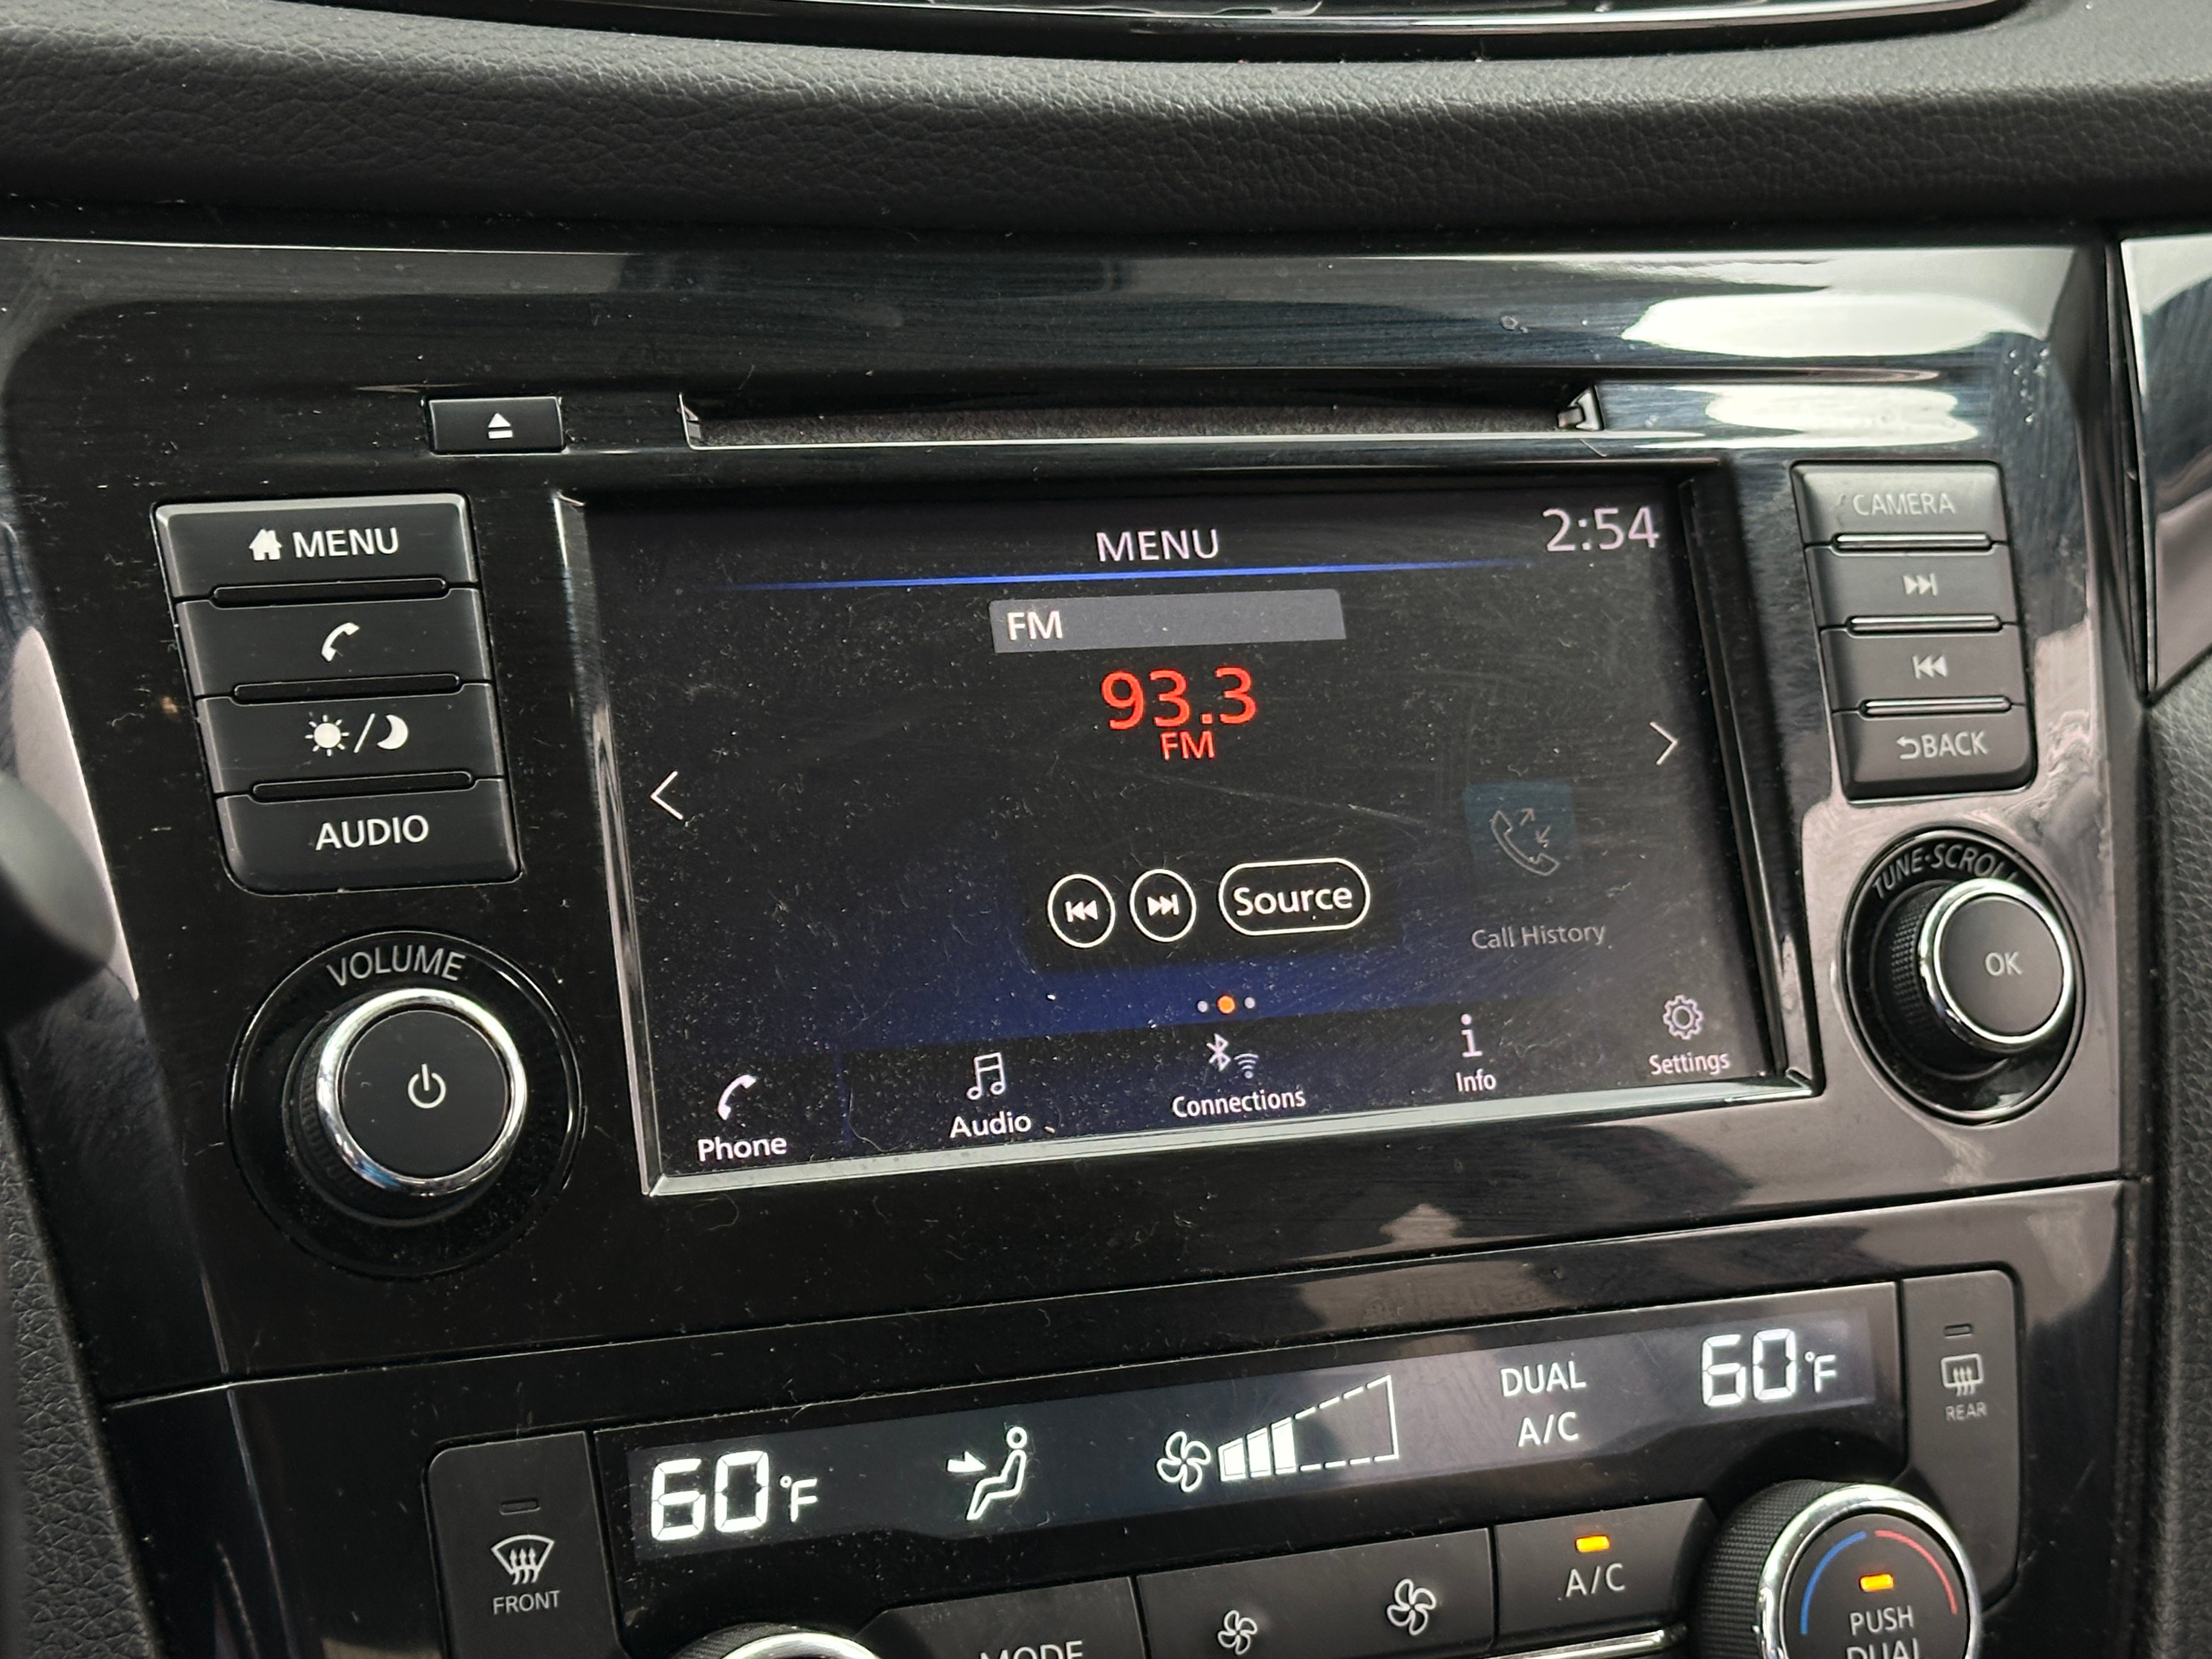 MENU
AUDIO
VOLUME
MENU
2:54
FM
93.3
FM
Source
Call History
Phone
Audio
Connections
Info
Settings
CAMERA
BACK
TUNE·SCROLL
OK
60°F
DUAL
A/C
60°F
REAR
FRONT
MODE
A/C
PUSH
DUAL